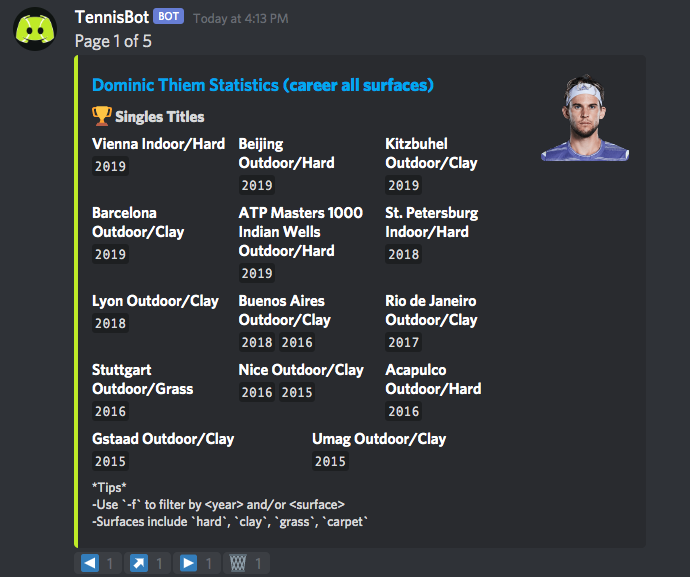 TennisBot BOT Today at 4:13 PM
Page 1 of 5
Dominic Thiem Statistics (career all surfaces)
Singles Titles
Vienna Indoor/Hard
2019
Beijing
Outdoor/Hard
2019
Kitzbuhel
Outdoor/Clay
2019
Barcelona
Outdoor/Clay
2019
ATP Masters 1000
Indian Wells
Outdoor/Hard
2019
St. Petersburg
Indoor/Hard
2018
Lyon Outdoor/Clay
2018
Buenos Aires
Outdoor/Clay
2018 2016
Rio de Janeiro
Outdoor/Clay
2017
Stuttgart
Outdoor/Grass
2016
Nice Outdoor/Clay
2016 2015
Acapulco
Outdoor/Hard
2016
Gstaad Outdoor/Clay
2015
Umag Outdoor/Clay
2015
*Tips*
-Use `-f` to filter by <year> and/or <surface>
-Surfaces include `hard`, `clay`, `grass`, `carpet`
1 1 1 1